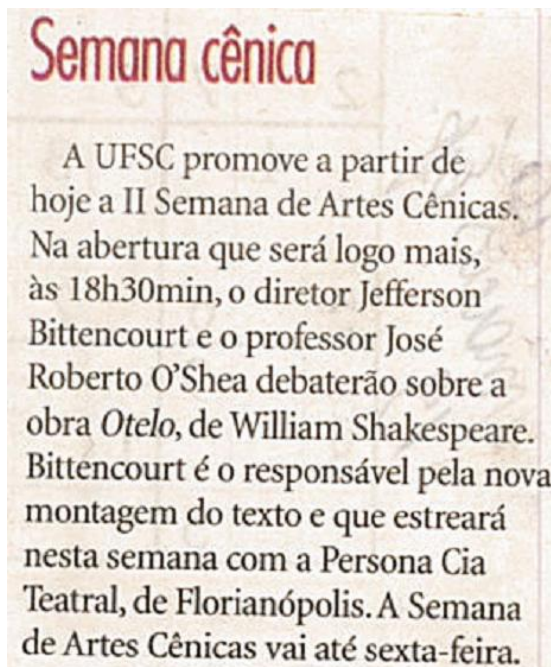 Semana cênica
A UFSC promove a partir de
hoje a II Semana de Artes Cênicas.
Na abertura que será logo mais,
às 18h30min, o diretor Jefferson
Bittencourt e o professor José
Roberto O'Shea debaterão sobre a
obra Otelo, de William Shakespeare.
Bittencourt é o responsável pela nova
montagem do texto e que estreará
nesta semana com a Persona Cia
Teatral, de Florianópolis. A Semana
de Artes Cênicas vai até sexta-feira.